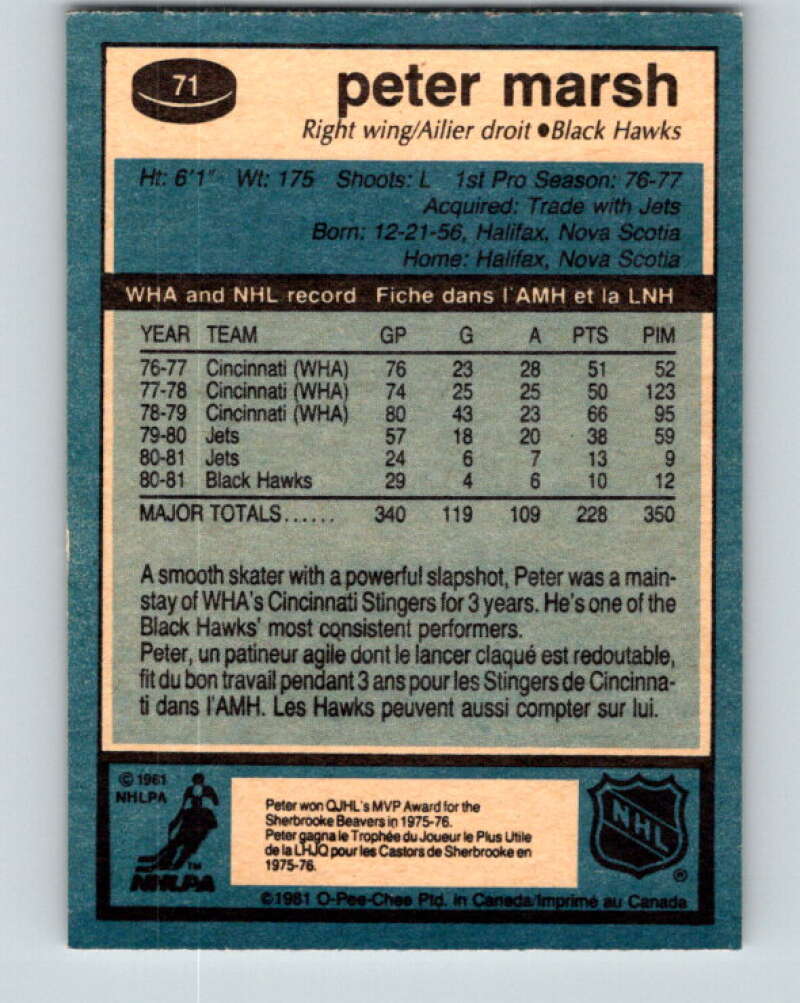 71
peter marsh
Right wing/Ailier droit ●Black Hawks
Ht: 6'1" Wt: 175 Shoots: L 1st Pro Season: 76-77
Acquired: Trade with Jets
Born: 12-21-56, Halifax, Nova Scotia
Home: Halifax, Nova Scotia
WHA and NHL record Fiche dans l'AMH et la LNH
YEAR TEAM GP G A PTS PIM
76-77 Cincinnati (WHA) 76 23 28 51 52
77-78 Cincinnati (WHA) 74 25 25 50 123
78-79 Cincinnati (WHA) 80 43 23 66 95
79-80 Jets 57 18 20 38 59
80-81 Jets 24 6 7 13 9
80-81 Black Hawks 29 4 6 10 12
MAJOR TOTALS...... 340 119 109 228 350
A smooth skater with a powerful slapshot, Peter was a main-
stay of WHA's Cincinnati Stingers for 3 years. He's one of the
Black Hawks' most consistent performers.
Peter, un patineur agile dont le lancer claqué est redoutable,
fit du bon travail pendant 3 ans pour les Stingers de Cincinna-
ti dans l'AMH. Les Hawks peuvent aussi compter sur lui.
© 1981
NHLPA
Peter won QJHL's MVP Award for the
Sherbrooke Beavers in 1975-76.
Peter gagna le Trophée du Joueur le Plus Utile
de la LHJQ pour les Castors de Sherbrooke en
1975-76.
NHL
®
TM
NHLPA
©1981 O-Pee-Chee Ptd. in Canada/Imprimé au Canada